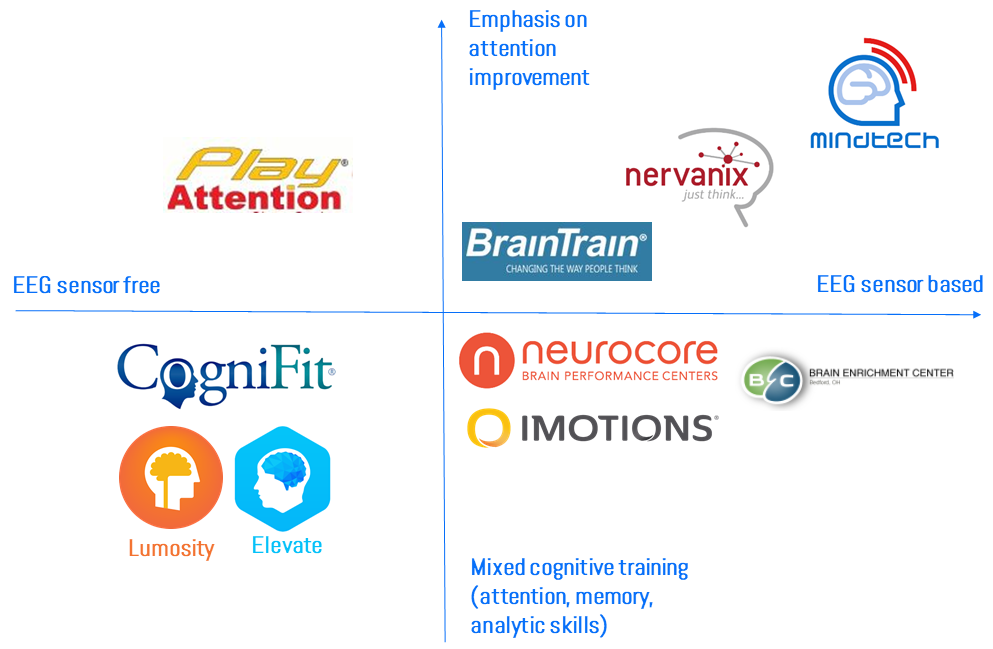 Emphasis on
attention
improvement
mindtech
Play®
Attention
nervanix
just think...
BrainTrain®
CHANGING THE WAY PEOPLE THINK
EEG sensor free
EEG sensor based
CogniFit®
neurocore
BRAIN PERFORMANCE CENTERS
B C
BRAIN ENRICHMENT CENTER
Bedford, OH
IMOTIONS®
Lumosity
Elevate
Mixed cognitive training
(attention, memory,
analytic skills)